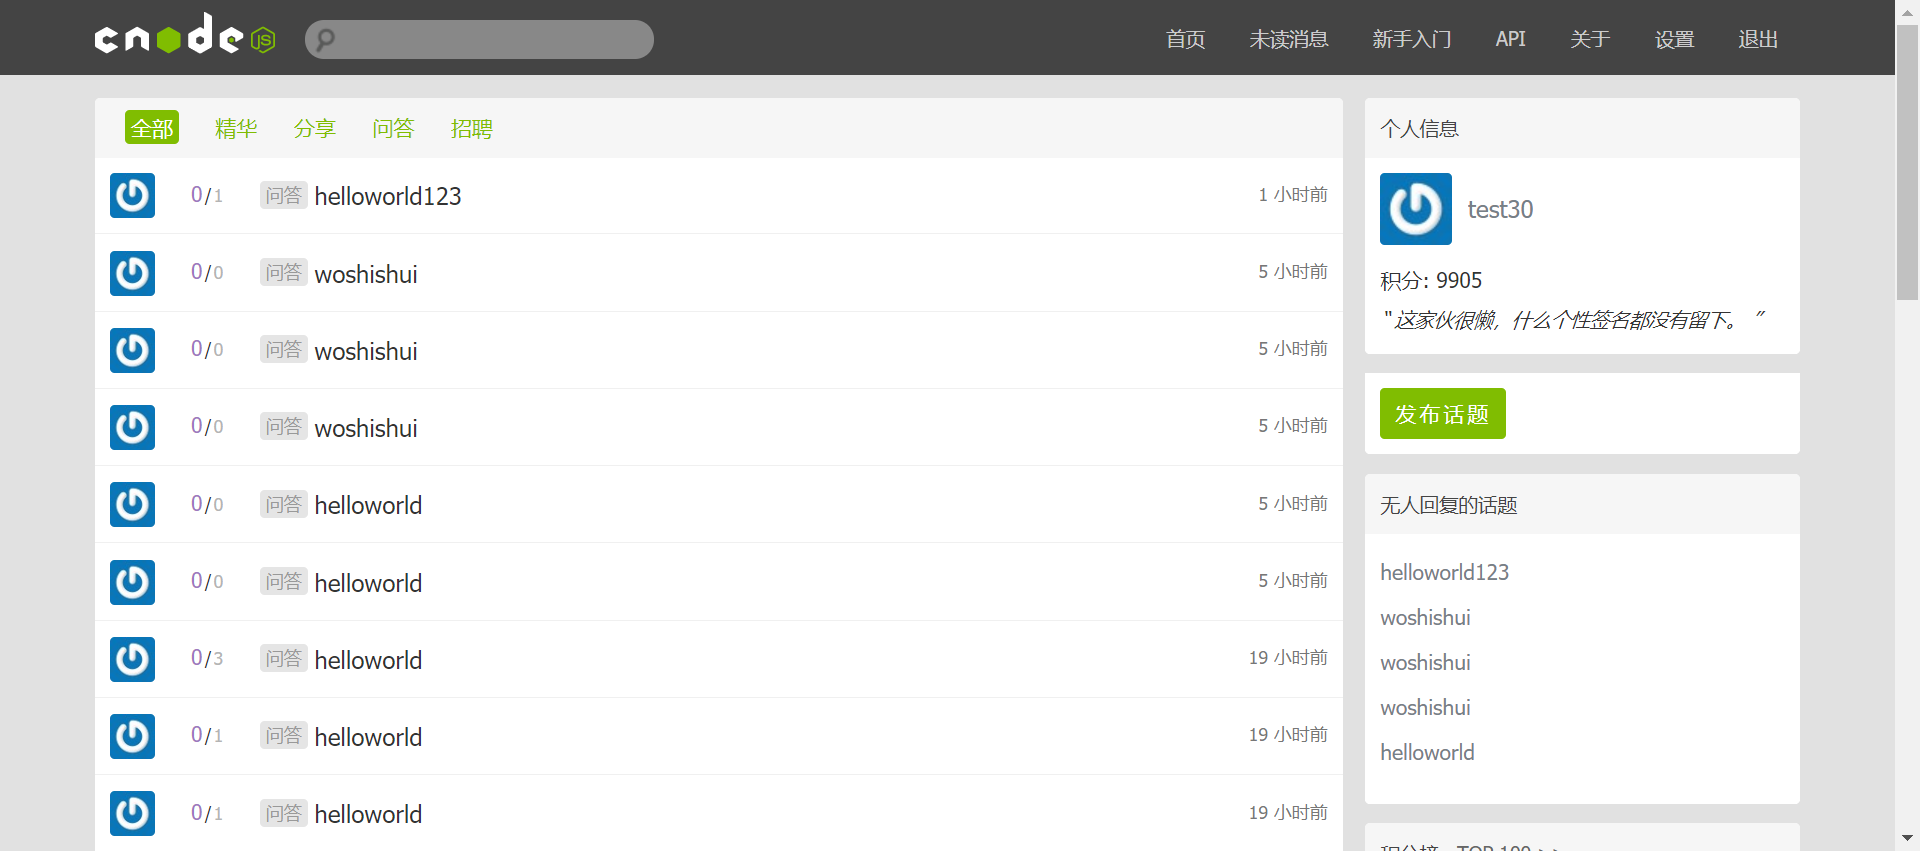 cnode JS
首页 未读消息 新手入门 API 关于 设置 退出
全部 精华 分享 问答 招聘
0/1 问答 helloworld123 1 小时前
0/0 问答 woshishui 5 小时前
0/0 问答 woshishui 5 小时前
0/0 问答 woshishui 5 小时前
0/0 问答 helloworld 5 小时前
0/0 问答 helloworld 5 小时前
0/3 问答 helloworld 19 小时前
0/1 问答 helloworld 19 小时前
0/1 问答 helloworld 19 小时前
个人信息
test30
积分: 9905
“这家伙很懒，什么个性签名都没有留下。”
发布话题
无人回复的话题
helloworld123
woshishui
woshishui
woshishui
helloworld
积分榜 TOP 100 >>